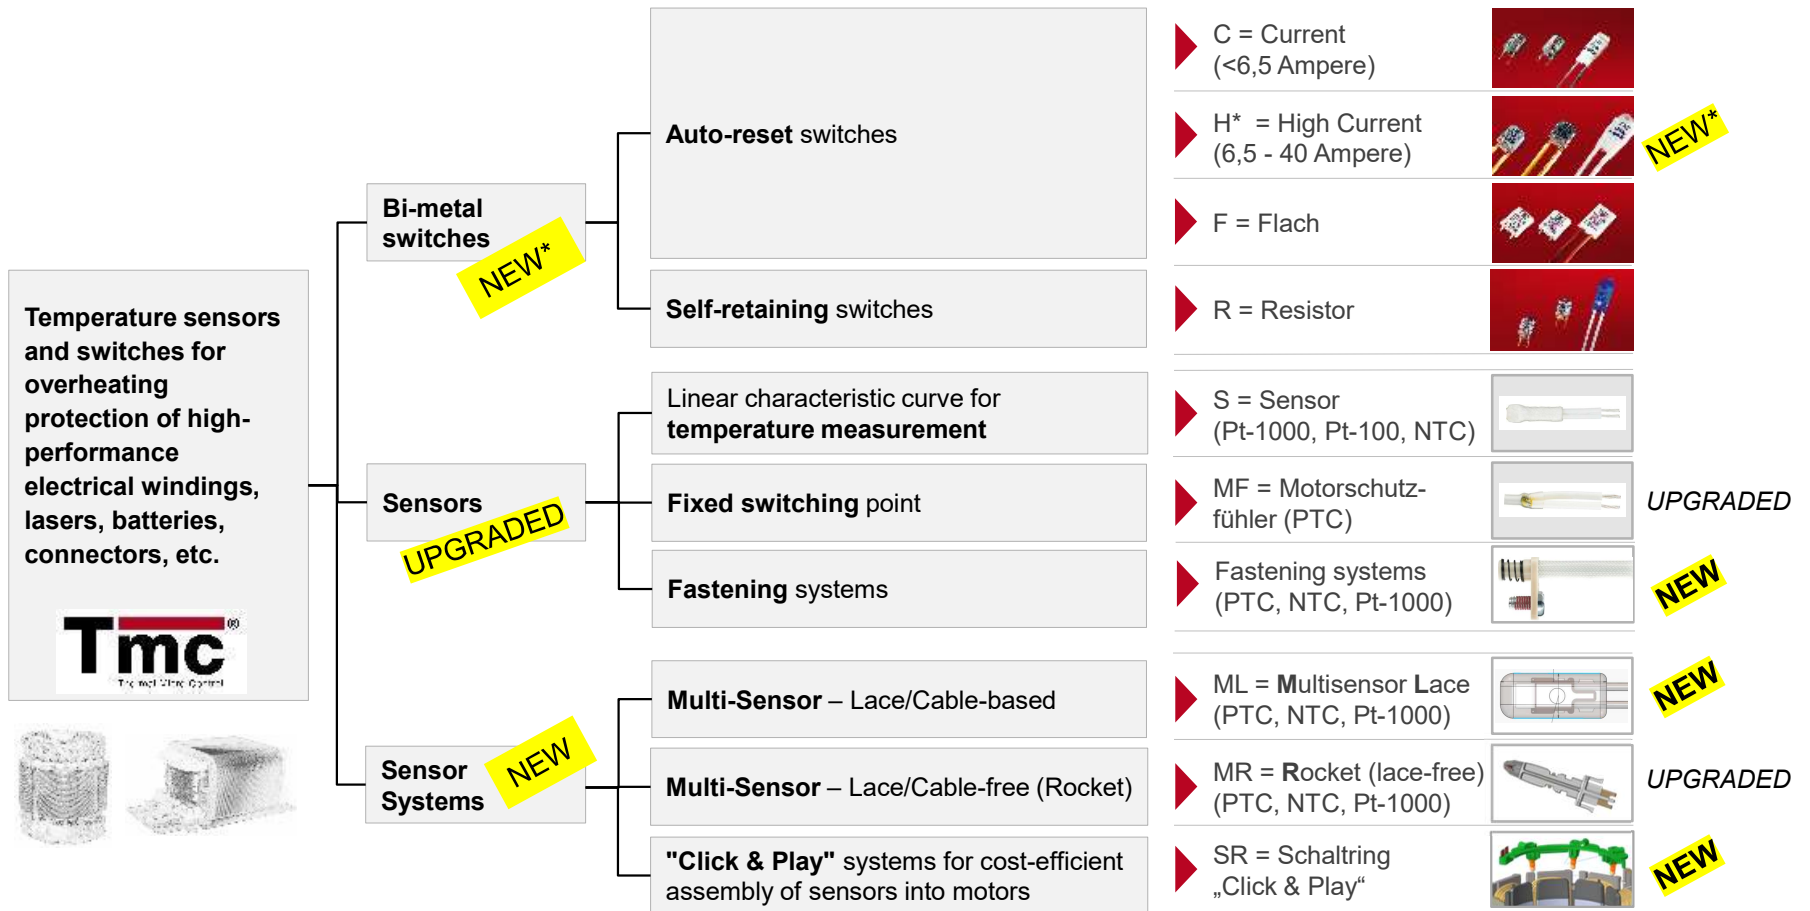 Temperature sensors
and switches for
overheating
protection of high-
performance
electrical windings,
lasers, batteries,
connectors, etc.
Tmc®
Thermal Micro Control
Bi-metal
switches
NEW*
Auto-reset switches
Self-retaining switches
C = Current
(<6,5 Ampere)
H* = High Current
(6,5 - 40 Ampere)
NEW*
F = Flach
R = Resistor
Sensors
UPGRADED
Linear characteristic curve for
temperature measurement
Fixed switching point
Fastening systems
S = Sensor
(Pt-1000, Pt-100, NTC)
MF = Motorschutz-
fühler (PTC)
UPGRADED
Fastening systems
(PTC, NTC, Pt-1000)
NEW
Sensor
Systems
NEW
Multi-Sensor – Lace/Cable-based
Multi-Sensor – Lace/Cable-free (Rocket)
"Click & Play" systems for cost-efficient
assembly of sensors into motors
ML = Multisensor Lace
(PTC, NTC, Pt-1000)
NEW
MR = Rocket (lace-free)
(PTC, NTC, Pt-1000)
UPGRADED
SR = Schaltring
„Click & Play“
NEW